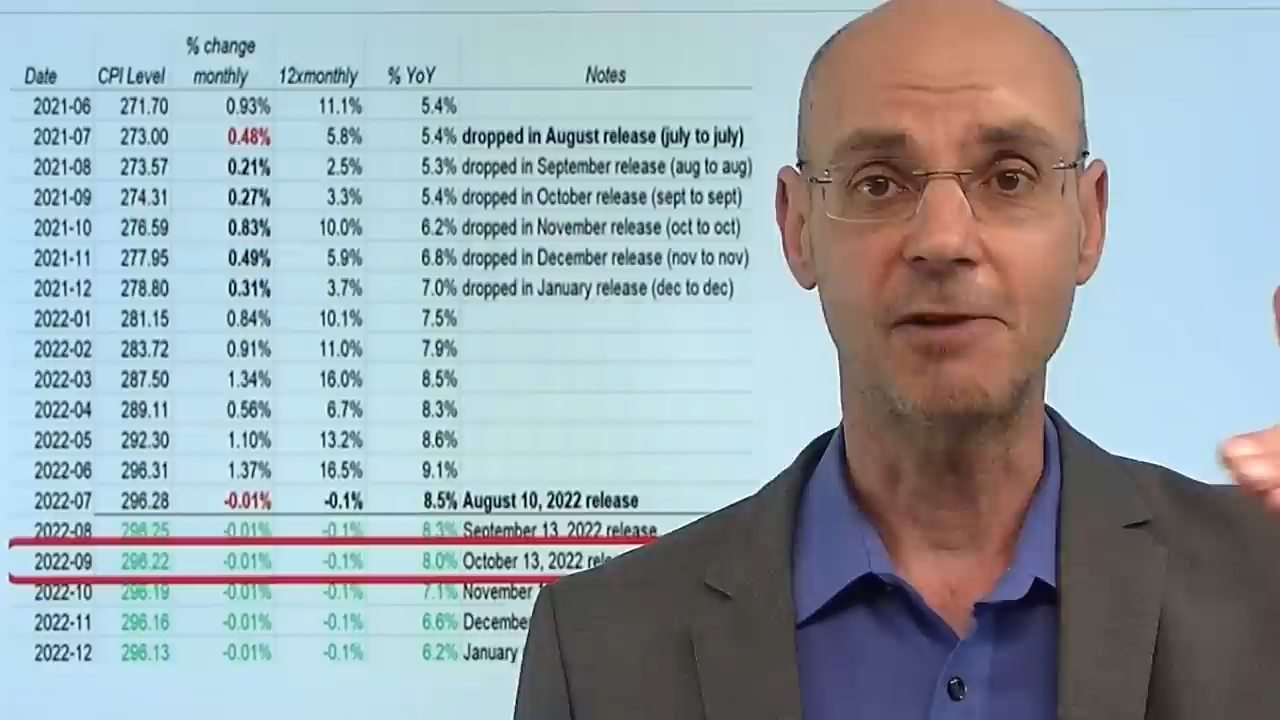 % change
Date CPI Level monthly 12xmonthly % YoY Notes
2021-06 271.70 0.93% 11.1% 5.4%
2021-07 273.00 0.48% 5.8% 5.4% dropped in August release (july to july)
2021-08 273.57 0.21% 2.5% 5.3% dropped in September release (aug to aug)
2021-09 274.31 0.27% 3.3% 5.4% dropped in October release (sept to sept)
2021-10 276.59 0.83% 10.0% 6.2% dropped in November release (oct to oct)
2021-11 277.95 0.49% 5.9% 6.8% dropped in December release (nov to nov)
2021-12 278.80 0.31% 3.7% 7.0% dropped in January release (dec to dec)
2022-01 281.15 0.84% 10.1% 7.5%
2022-02 283.72 0.91% 11.0% 7.9%
2022-03 287.50 1.34% 16.0% 8.5%
2022-04 289.11 0.56% 6.7% 8.3%
2022-05 292.30 1.10% 13.2% 8.6%
2022-06 296.31 1.37% 16.5% 9.1%
2022-07 296.28 -0.01% -0.1% 8.5% August 10, 2022 release
2022-08 296.25 -0.01% -0.1% 8.3% September 13, 2022 release
2022-09 296.22 -0.01% -0.1% 8.0% October 13, 2022 rele
2022-10 296.19 -0.01% -0.1% 7.1% November
2022-11 296.16 -0.01% -0.1% 6.6% Decembe
2022-12 296.13 -0.01% -0.1% 6.2% January